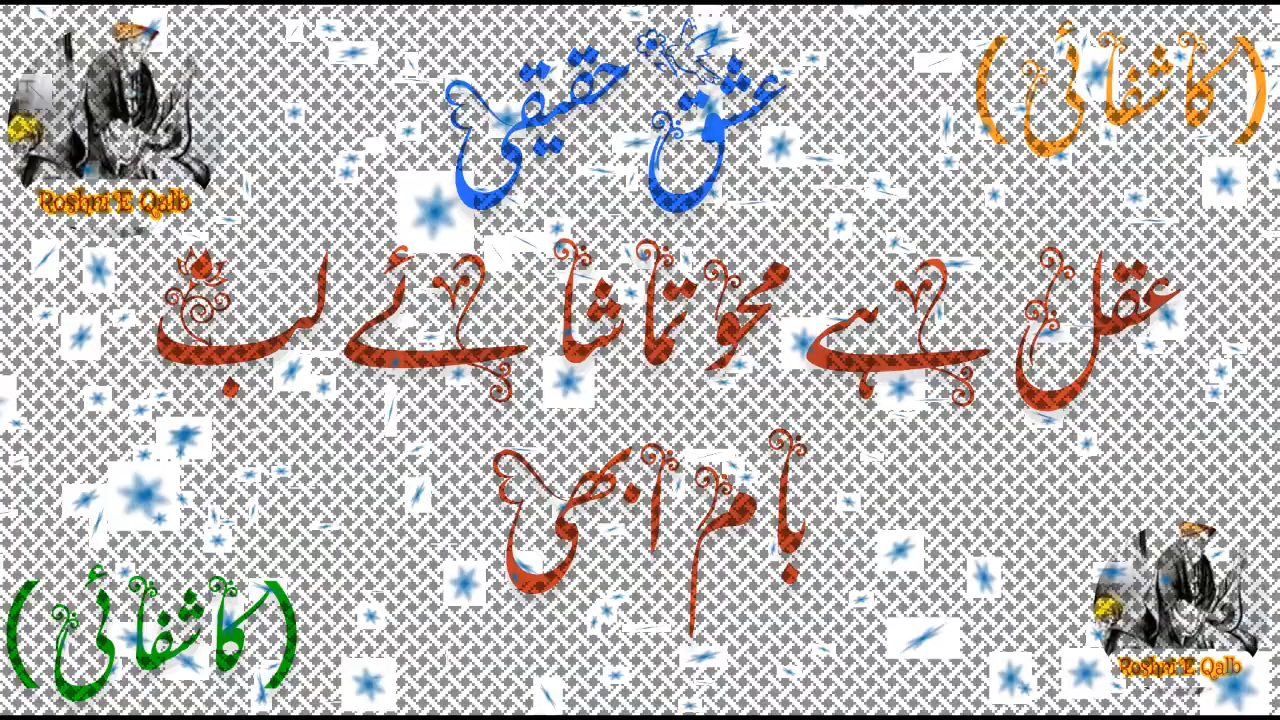 (کاشفائی)
عشق حقیقی
Roshni E Qalb
عقل ہے محو تماشائے لب
بام ابھی
(کاشفائی)
Roshni E Qalb